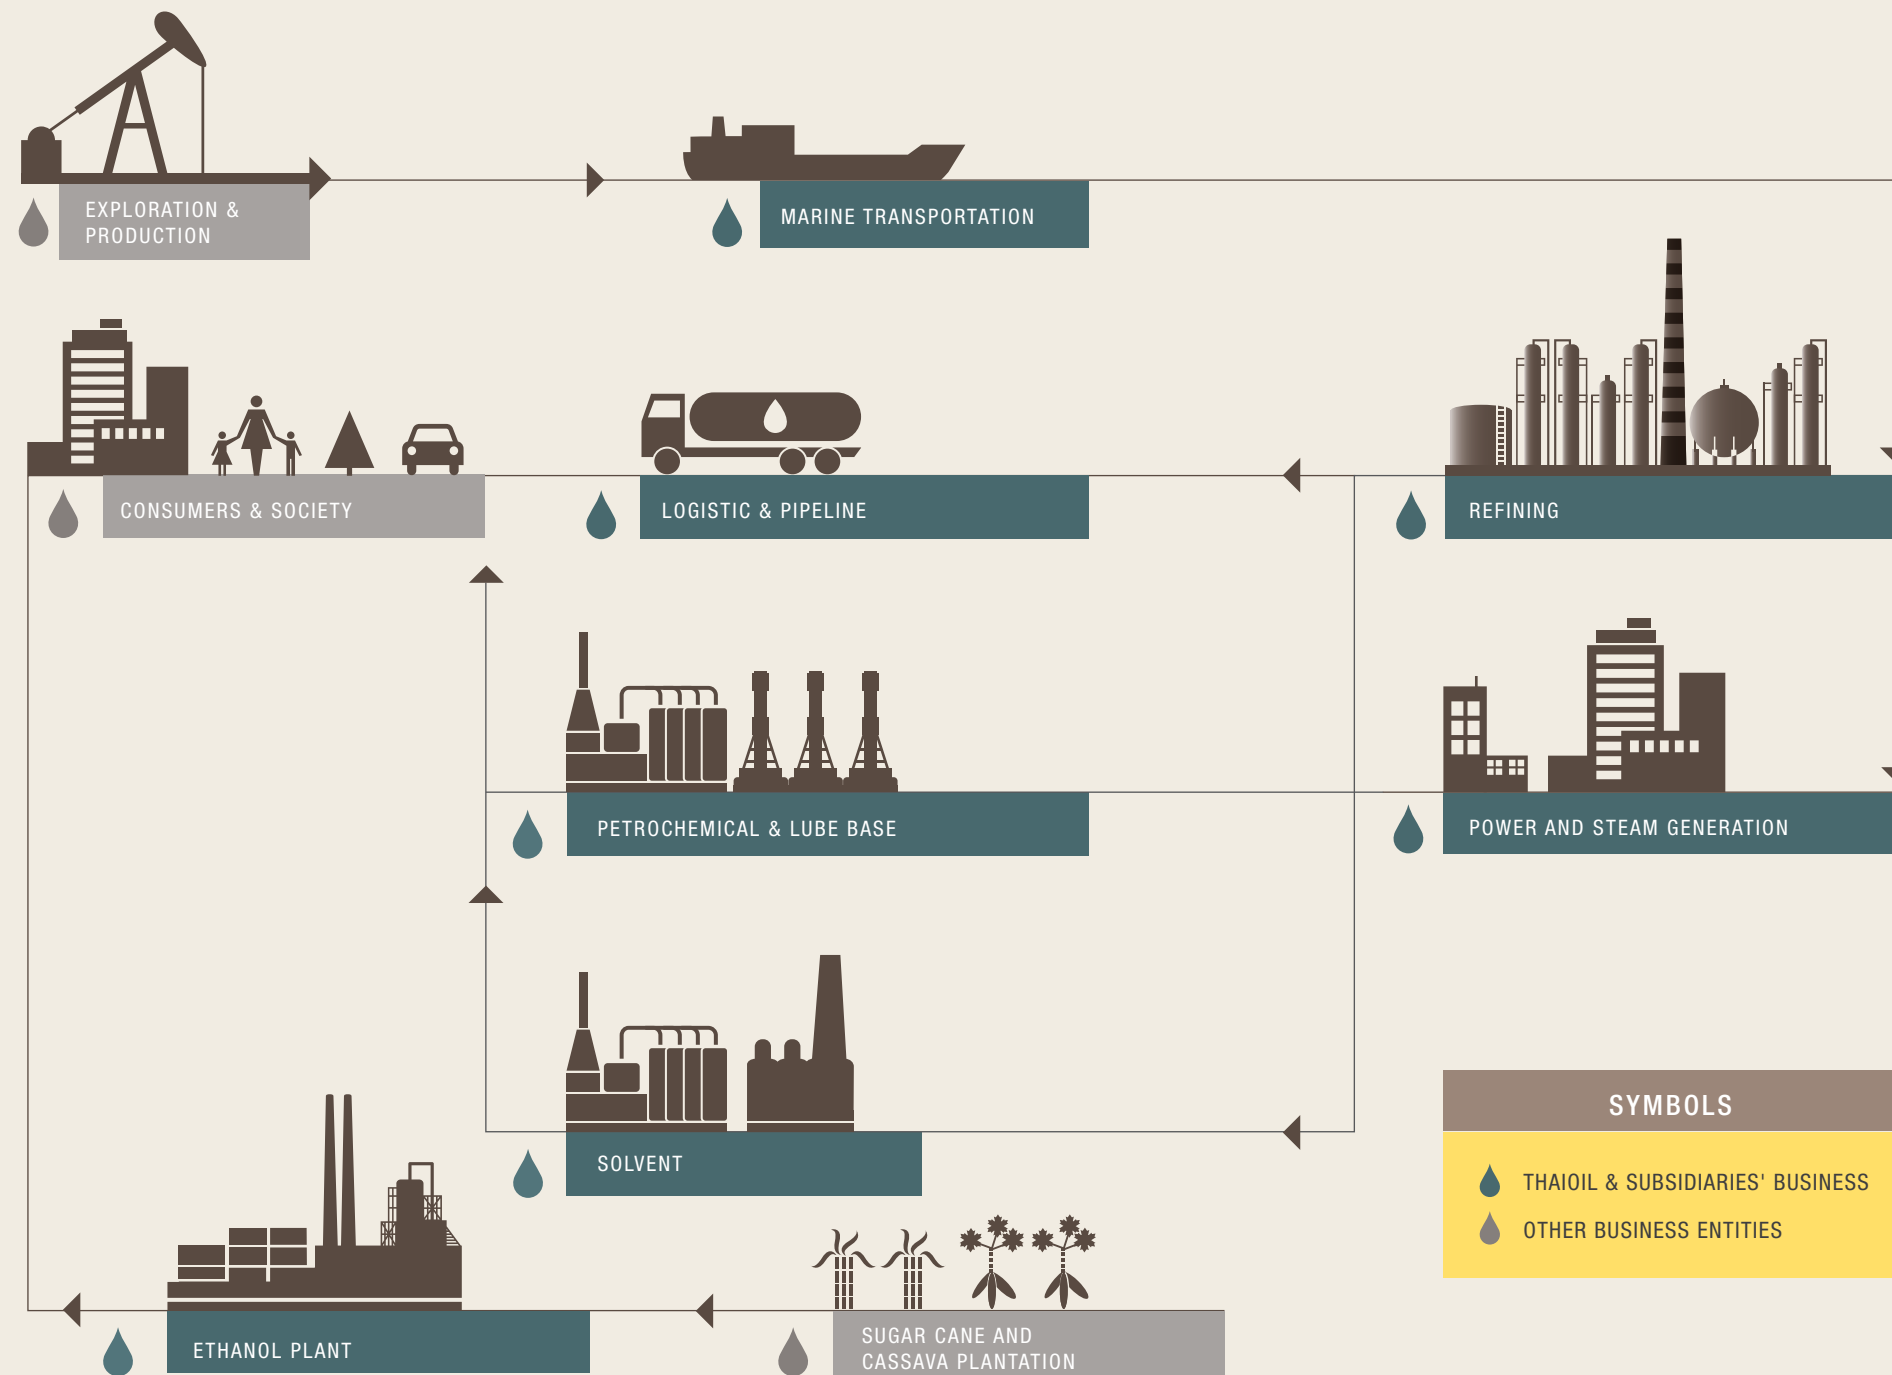 EXPLORATION &
PRODUCTION
MARINE TRANSPORTATION
CONSUMERS & SOCIETY
LOGISTIC & PIPELINE
REFINING
PETROCHEMICAL & LUBE BASE
POWER AND STEAM GENERATION
SOLVENT
SYMBOLS
THAIOIL & SUBSIDIARIES' BUSINESS
OTHER BUSINESS ENTITIES
ETHANOL PLANT
SUGAR CANE AND
CASSAVA PLANTATION